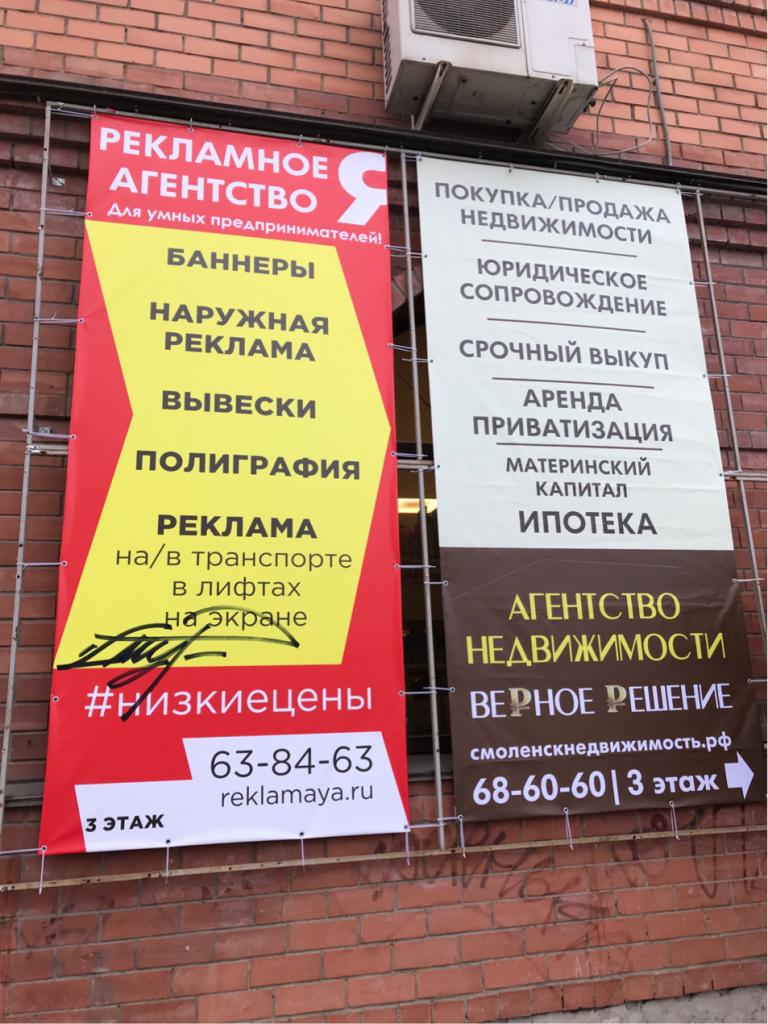 РЕКЛАМНОЕ
АГЕНТСТВО
Я
Для умных предпринимателей!
БАННЕРЫ
НАРУЖНАЯ
РЕКЛАМА
ВЫВЕСКИ
ПОЛИГРАФИЯ
РЕКЛАМА
на/в транспорте
в лифтах
на экране
#низкиецены
63-84-63
reklamaya.ru
3 ЭТАЖ
ПОКУПКА/ПРОДАЖА
НЕДВИЖИМОСТИ
ЮРИДИЧЕСКОЕ
СОПРОВОЖДЕНИЕ
СРОЧНЫЙ ВЫКУП
АРЕНДА
ПРИВАТИЗАЦИЯ
МАТЕРИНСКИЙ
КАПИТАЛ
ИПОТЕКА
АГЕНТСТВО
НЕДВИЖИМОСТИ
ВЕРНОЕ РЕШЕНИЕ
смоленскнедвижимость.рф
68-60-60 | 3 этаж